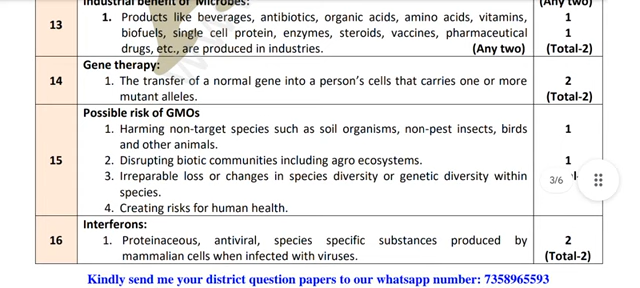 Industrial benefit of Microbes: (Any two)
13 1. Products like beverages, antibiotics, organic acids, amino acids, vitamins, 1
biofuels, single cell protein, enzymes, steroids, vaccines, pharmaceutical 1
drugs, etc., are produced in industries. (Any two) (Total-2)
Gene therapy:
14 1. The transfer of a normal gene into a person's cells that carries one or more 2
mutant alleles. (Total-2)
Possible risk of GMOs
1. Harming non-target species such as soil organisms, non-pest insects, birds 1
and other animals.
15 2. Disrupting biotic communities including agro ecosystems. 1
3. Irreparable loss or changes in species diversity or genetic diversity within
3/6
species.
4. Creating risks for human health.
Interferons:
16 1. Proteinaceous, antiviral, species specific substances produced by 2
mammalian cells when infected with viruses. (Total-2)
Kindly send me your district question papers to our whatsapp number: 7358965593